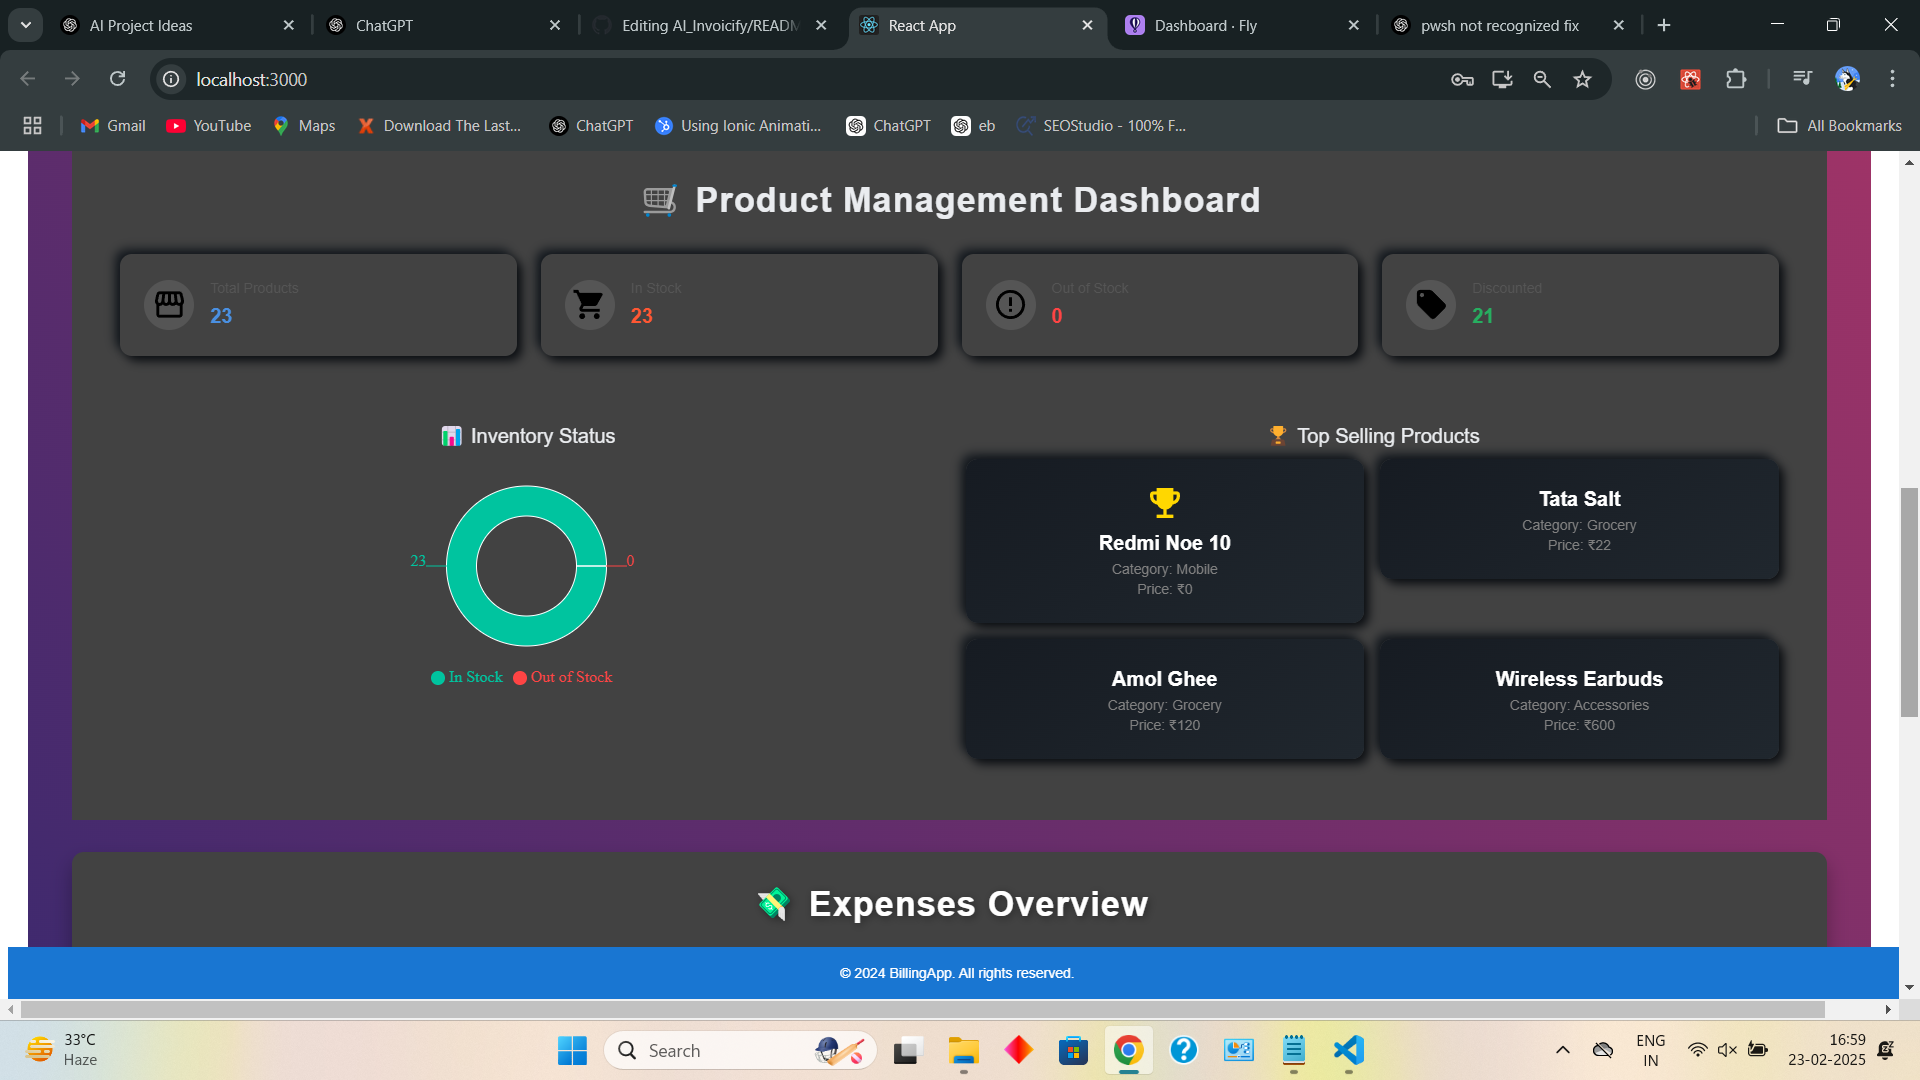 AI Project Ideas
ChatGPT
Editing AI_Invoicify/READM
React App
Dashboard · Fly
pwsh not recognized fix
localhost:3000
Gmail
YouTube
Maps
Download The Last...
ChatGPT
Using Ionic Animati...
ChatGPT
eb
SEOStudio - 100% F...
All Bookmarks
Product Management Dashboard
Total Products
23
In Stock
23
Out of Stock
0
Discounted
21
Inventory Status
23
0
In Stock
Out of Stock
Top Selling Products
Redmi Noe 10
Category: Mobile
Price: ₹0
Tata Salt
Category: Grocery
Price: ₹22
Amol Ghee
Category: Grocery
Price: ₹120
Wireless Earbuds
Category: Accessories
Price: ₹600
Expenses Overview
© 2024 BillingApp. All rights reserved.
33°C
Haze
Search
ENG
IN
16:59
23-02-2025